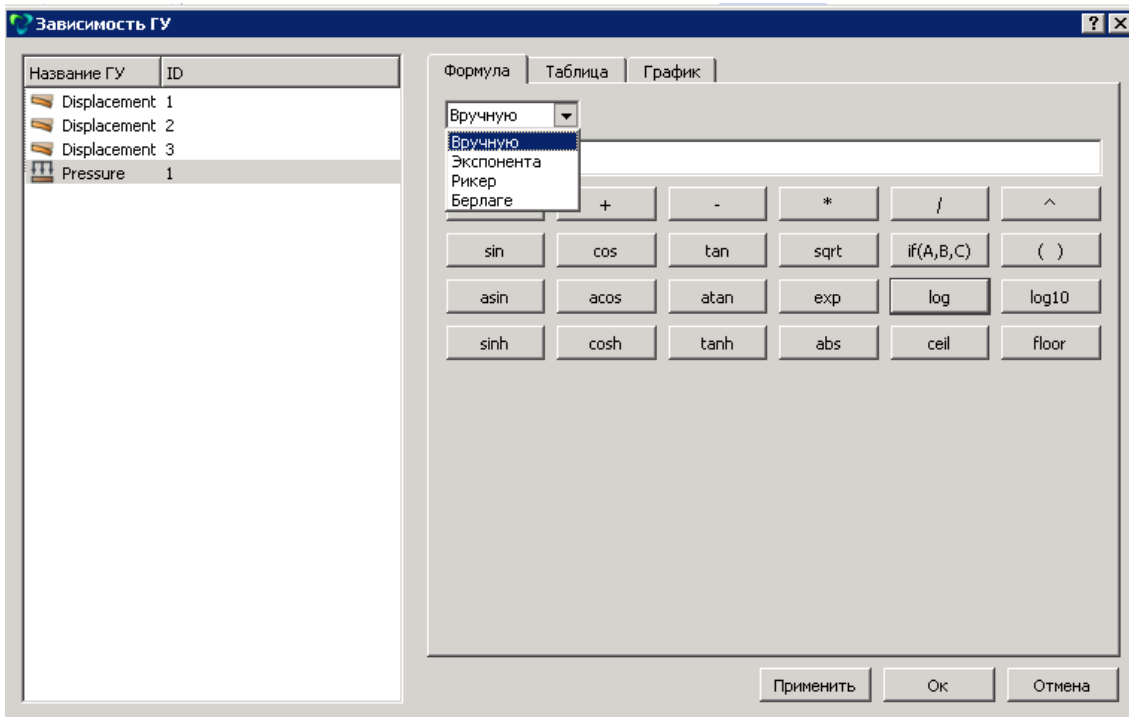 Зависимость ГУ
Название ГУ ID
Displacement 1
Displacement 2
Displacement 3
Pressure 1
Формула Таблица График
Вручную
Вручную
Экспонента
Рикер
Берлаге
+ - * / ^
sin cos tan sqrt if(A,B,C) ( )
asin acos atan exp log log10
sinh cosh tanh abs ceil floor
Применить Ок Отмена